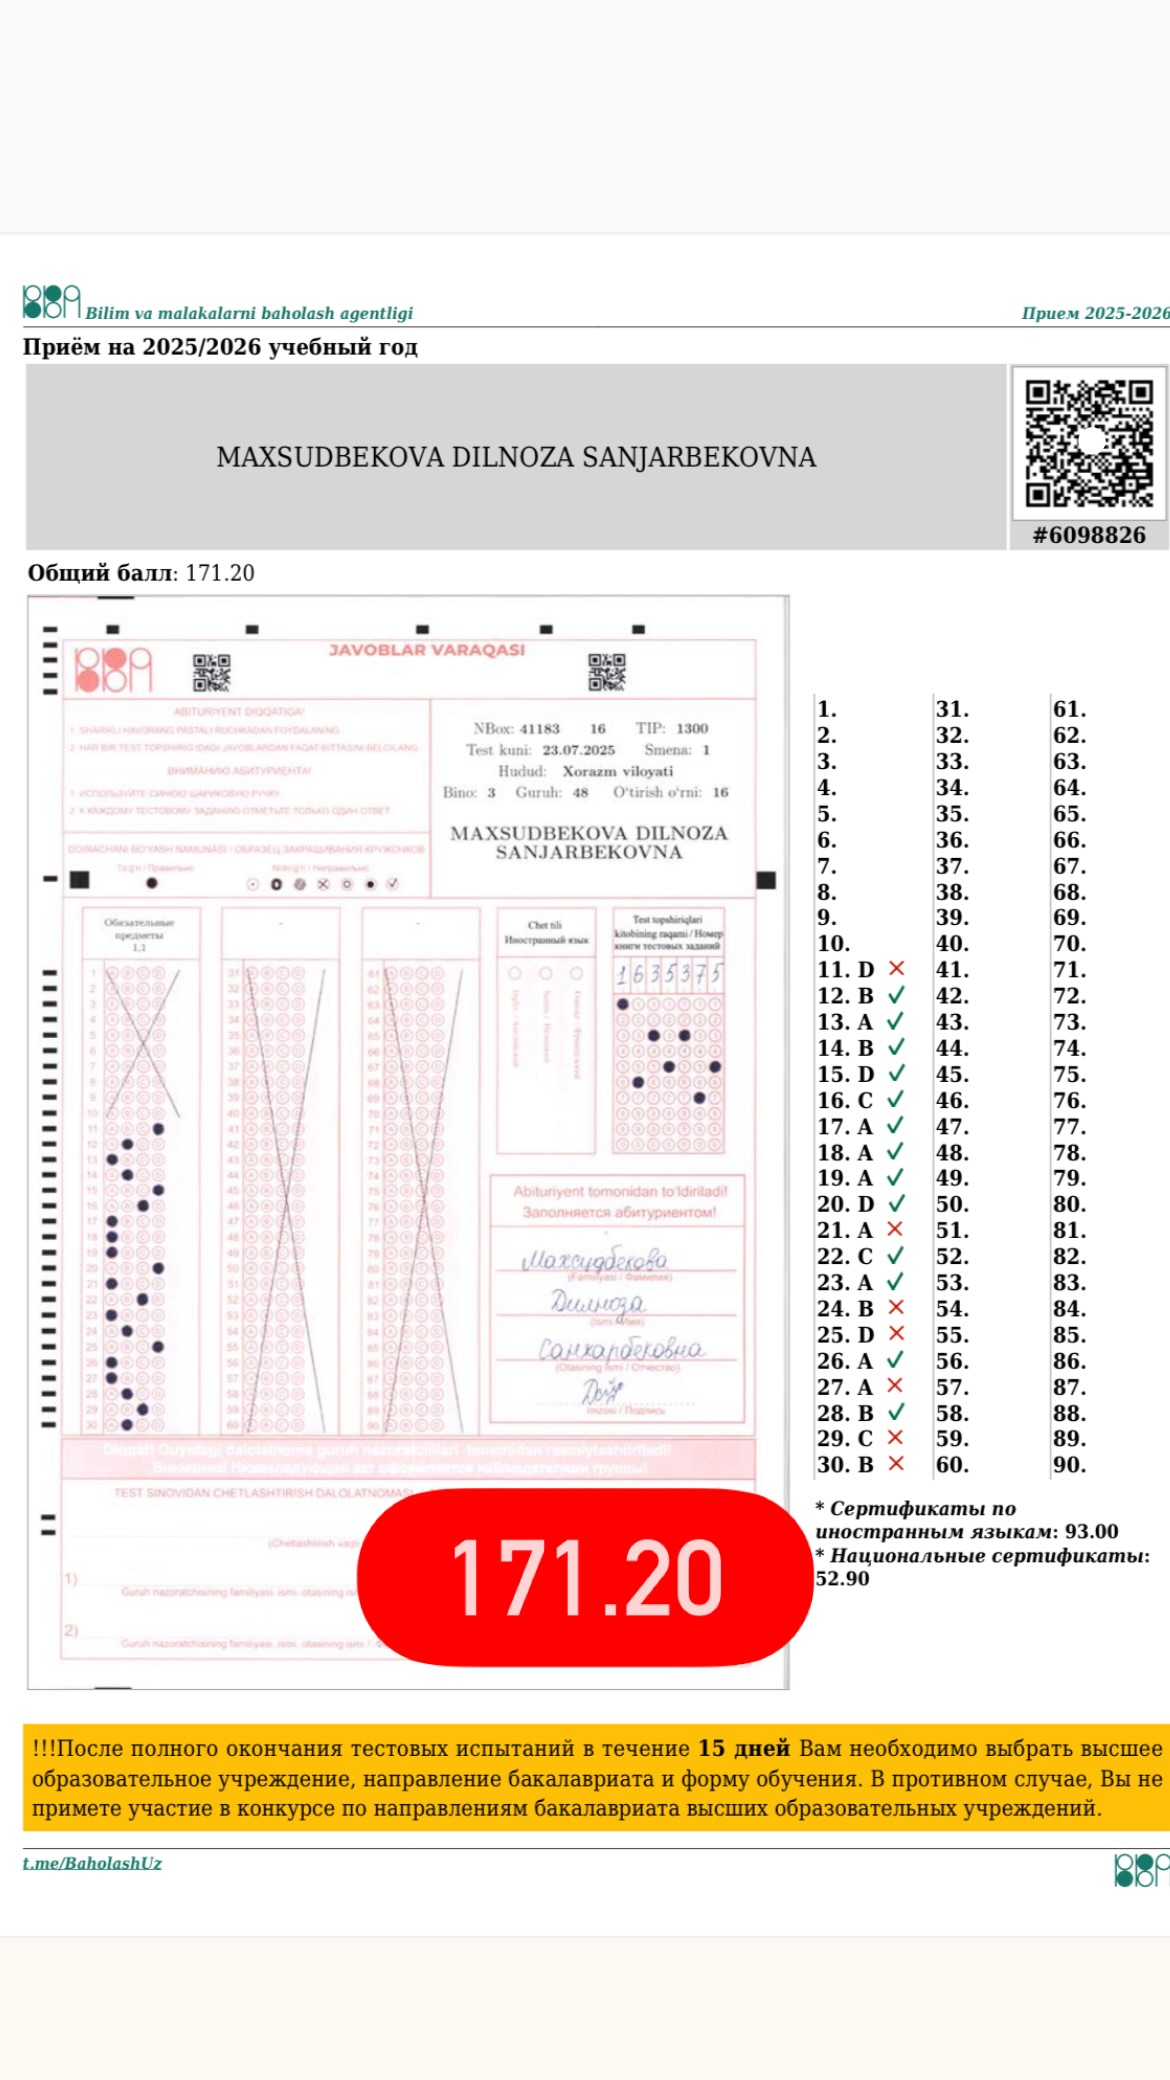 Bilim va malakalarni baholash agentligi
Прием 2025-2026
Приём на 2025/2026 учебный год
MAXSUDBEKOVA DILNOZA SANJARBEKOVNA
#6098826
Общий балл: 171.20
JAVOBLAR VARAQASI
ABITURIYENT DIQQATIGA!
1. SHARIKLI HAVORANG PASTALI RUCHKADAN FOYDALANING.
2. HAR BIR TEST TOPSHIRIG'IDAGI JAVOBLARDAN FAQAT BITTASINI BELGILANG.
ВНИМАНИЮ АБИТУРИЕНТА!
1. ИСПОЛЬЗУЙТЕ СИНЮЮ ШАРИКОВУЮ РУЧКУ.
2. К КАЖДОМУ ТЕСТОВОМУ ЗАДАНИЮ ОТМЕТЬТЕ ТОЛЬКО ОДИН ОТВЕТ.
DOIRACHANI BO'YASH NAMUNASI / ОБРАЗЕЦ ЗАКРАШИВАНИЯ КРУЖОЧКОВ
To'g'ri / Правильно
Noto'g'ri / Неправильно
NBox: 41183 16 TIP: 1300
Test kuni: 23.07.2025 Smena: 1
Hudud: Xorazm viloyati
Bino: 3 Guruh: 48 O'tirish o'rni: 16
MAXSUDBEKOVA DILNOZA
SANJARBEKOVNA
Обязательные
предметы
1,1
-
-
Chet tili
Иностранный язык
Test topshiriqlari
kitobining raqami / Номер
книги тестовых заданий
1635375
Abituriyent tomonidan to'ldiriladi!
Заполняется абитуриентом!
Махсудбекова
(Familiyasi / Фамилия)
Дилноза
(Ismi / Имя)
Санжарбековна
(Otasining ismi / Отчество)
Imzosi / Подпись
Diqqat! Quyidagi dalolatnoma guruh nazoratchilari tomonidan rasmiylashtiriladi!
Внимание! Нижеследующий акт оформляется наблюдателями группы!
TEST SINOVIDAN CHETLASHTIRISH DALOLATNOMASI
(Chetlashtirish vaqti
1)
Guruh nazoratchisining familiyasi, ismi, otasining ismi
2)
Guruh nazoratchisining familiyasi, ismi, otasining ismi /
171.20
1. 31. 61.
2. 32. 62.
3. 33. 63.
4. 34. 64.
5. 35. 65.
6. 36. 66.
7. 37. 67.
8. 38. 68.
9. 39. 69.
10. 40. 70.
11. D ✗ 41. 71.
12. B ✓ 42. 72.
13. A ✓ 43. 73.
14. B ✓ 44. 74.
15. D ✓ 45. 75.
16. C ✓ 46. 76.
17. A ✓ 47. 77.
18. A ✓ 48. 78.
19. A ✓ 49. 79.
20. D ✓ 50. 80.
21. A ✗ 51. 81.
22. C ✓ 52. 82.
23. A ✓ 53. 83.
24. B ✗ 54. 84.
25. D ✗ 55. 85.
26. A ✓ 56. 86.
27. A ✗ 57. 87.
28. B ✓ 58. 88.
29. C ✗ 59. 89.
30. B ✗ 60. 90.
* Сертификаты по
иностранным языкам: 93.00
* Национальные сертификаты:
52.90
!!!После полного окончания тестовых испытаний в течение 15 дней Вам необходимо выбрать высшее
образовательное учреждение, направление бакалавриата и форму обучения. В противном случае, Вы не
примете участие в конкурсе по направлениям бакалавриата высших образовательных учреждений.
t.me/BaholashUz